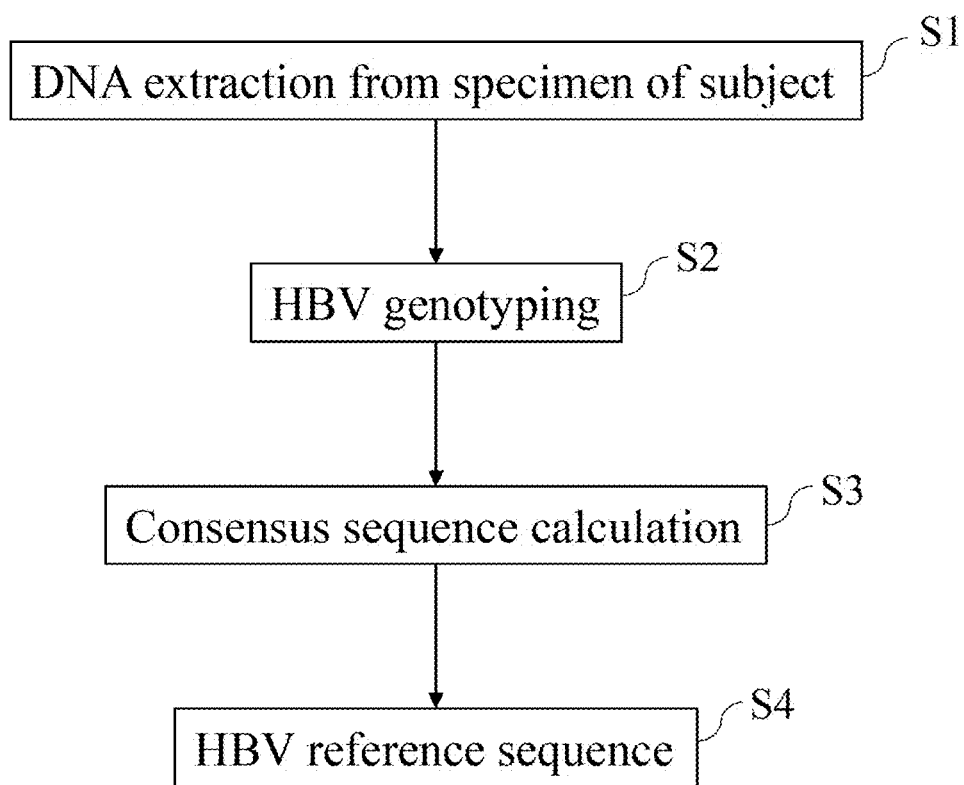 S1
DNA extraction from specimen of subject
S2
HBV genotyping
S3
Consensus sequence calculation
S4
HBV reference sequence